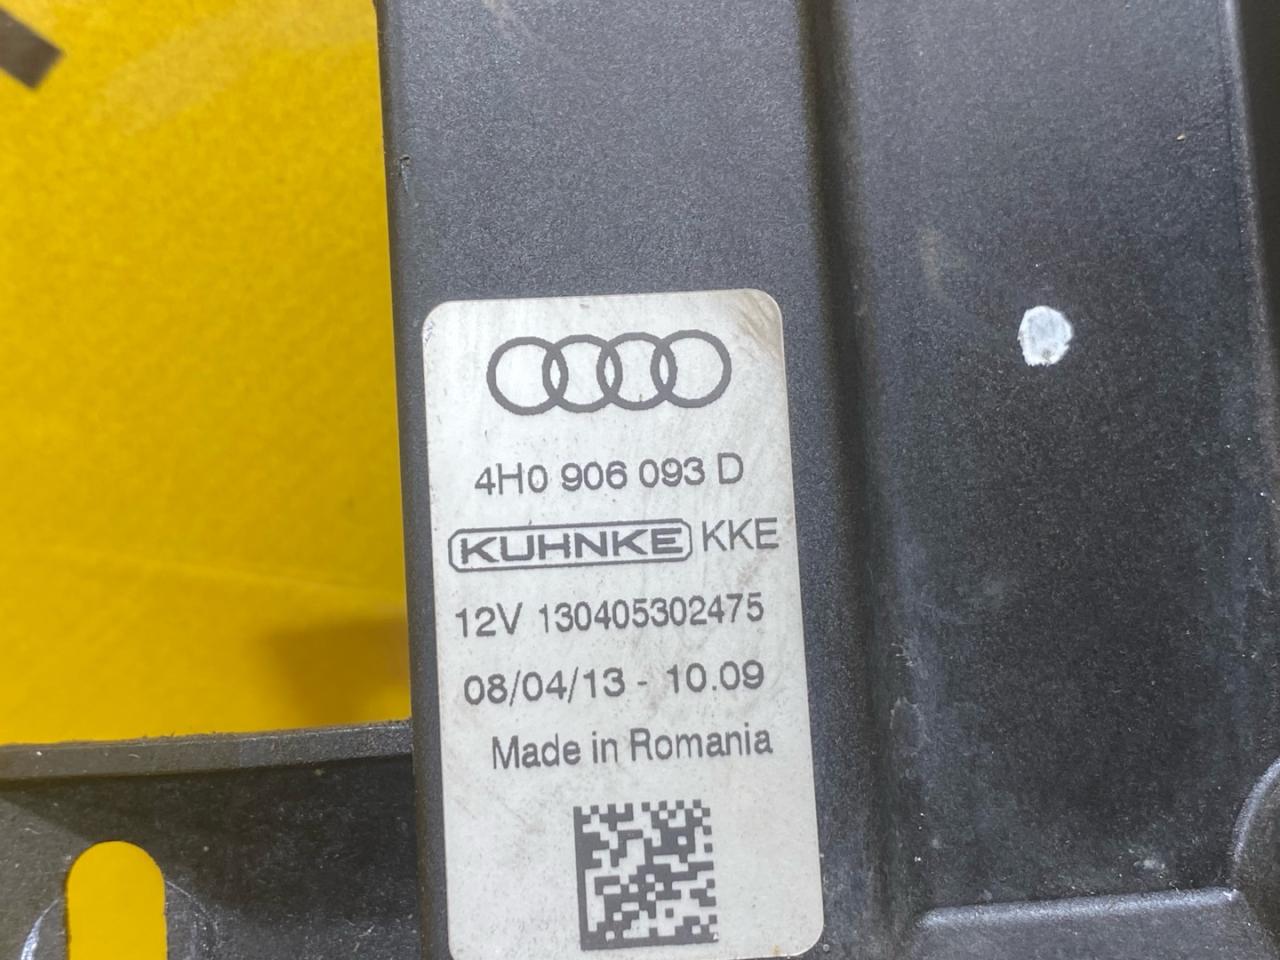 4H0 906 093 D
KUHNKE KKE
12V 130405302475
08/04/13 - 10.09
Made in Romania